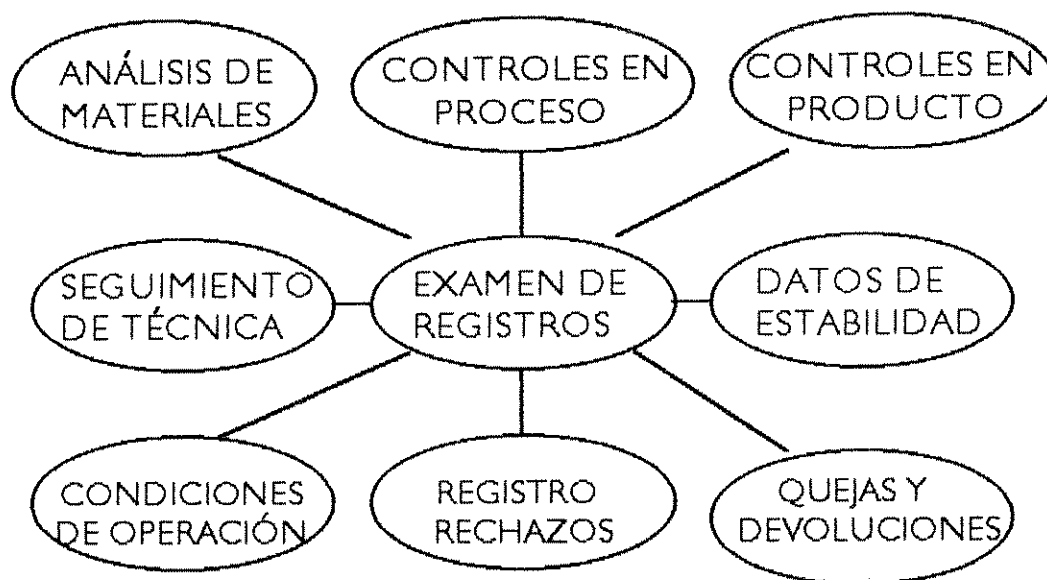 ANÁLISIS DE
MATERIALES
CONTROLES EN
PROCESO
CONTROLES EN
PRODUCTO
SEGUIMIENTO
DE TÉCNICA
EXAMEN DE
REGISTROS
DATOS DE
ESTABILIDAD
CONDICIONES
DE OPERACIÓN
REGISTRO
RECHAZOS
QUEJAS Y
DEVOLUCIONES